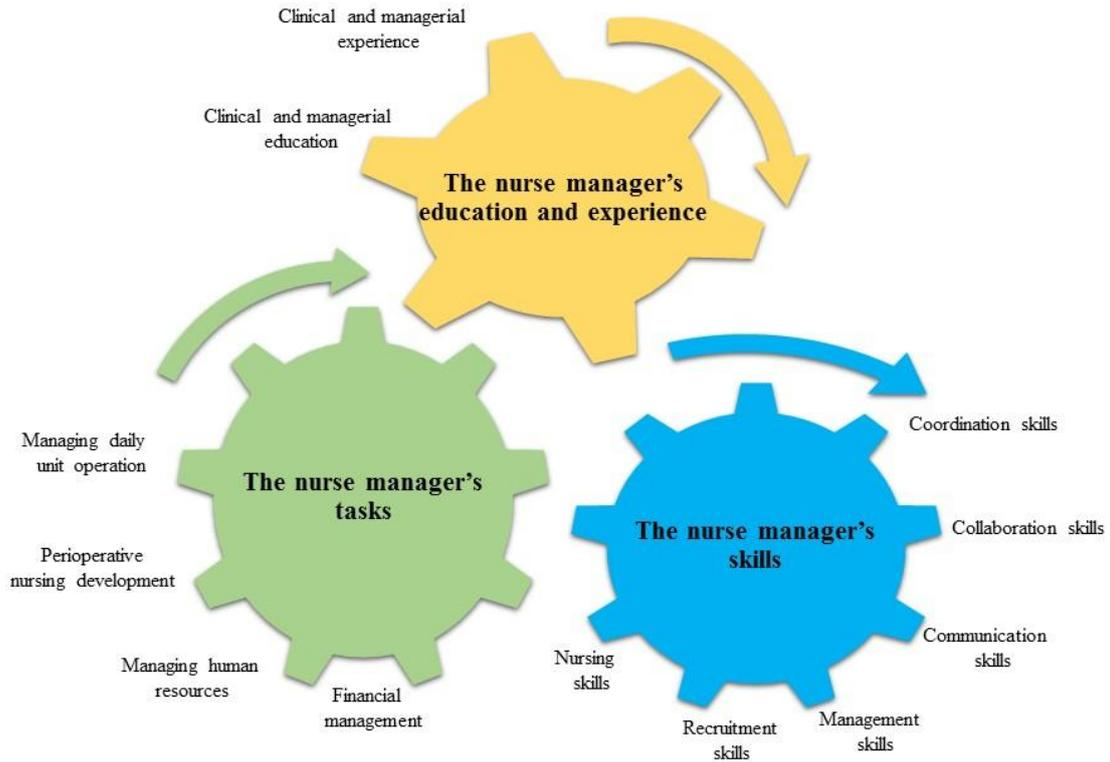 Clinical and managerial
experience
Clinical and managerial
education
The nurse manager’s
education and experience
Managing daily
unit operation
The nurse manager’s
tasks
Perioperative
nursing development
Managing human
resources
Financial
management
Coordination skills
The nurse manager’s
skills
Collaboration skills
Communication
skills
Nursing
skills
Recruitment
skills
Management
skills